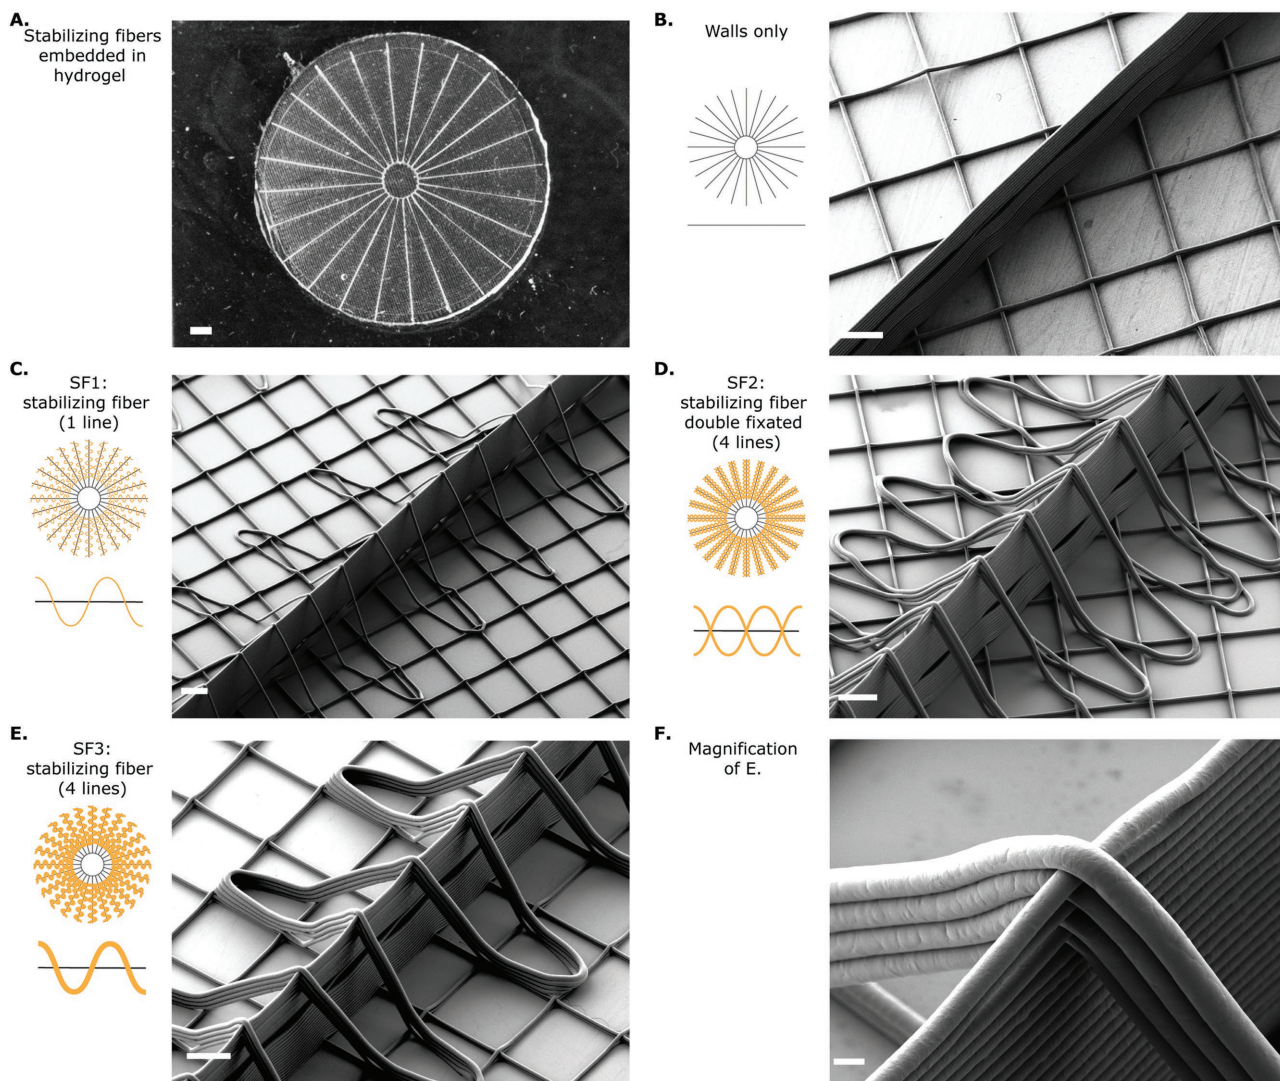 A.
Stabilizing fibers
embedded in
hydrogel
B.
Walls only
C.
SF1:
stabilizing fiber
(1 line)
D.
SF2:
stabilizing fiber
double fixated
(4 lines)
E.
SF3:
stabilizing fiber
(4 lines)
F.
Magnification
of E.